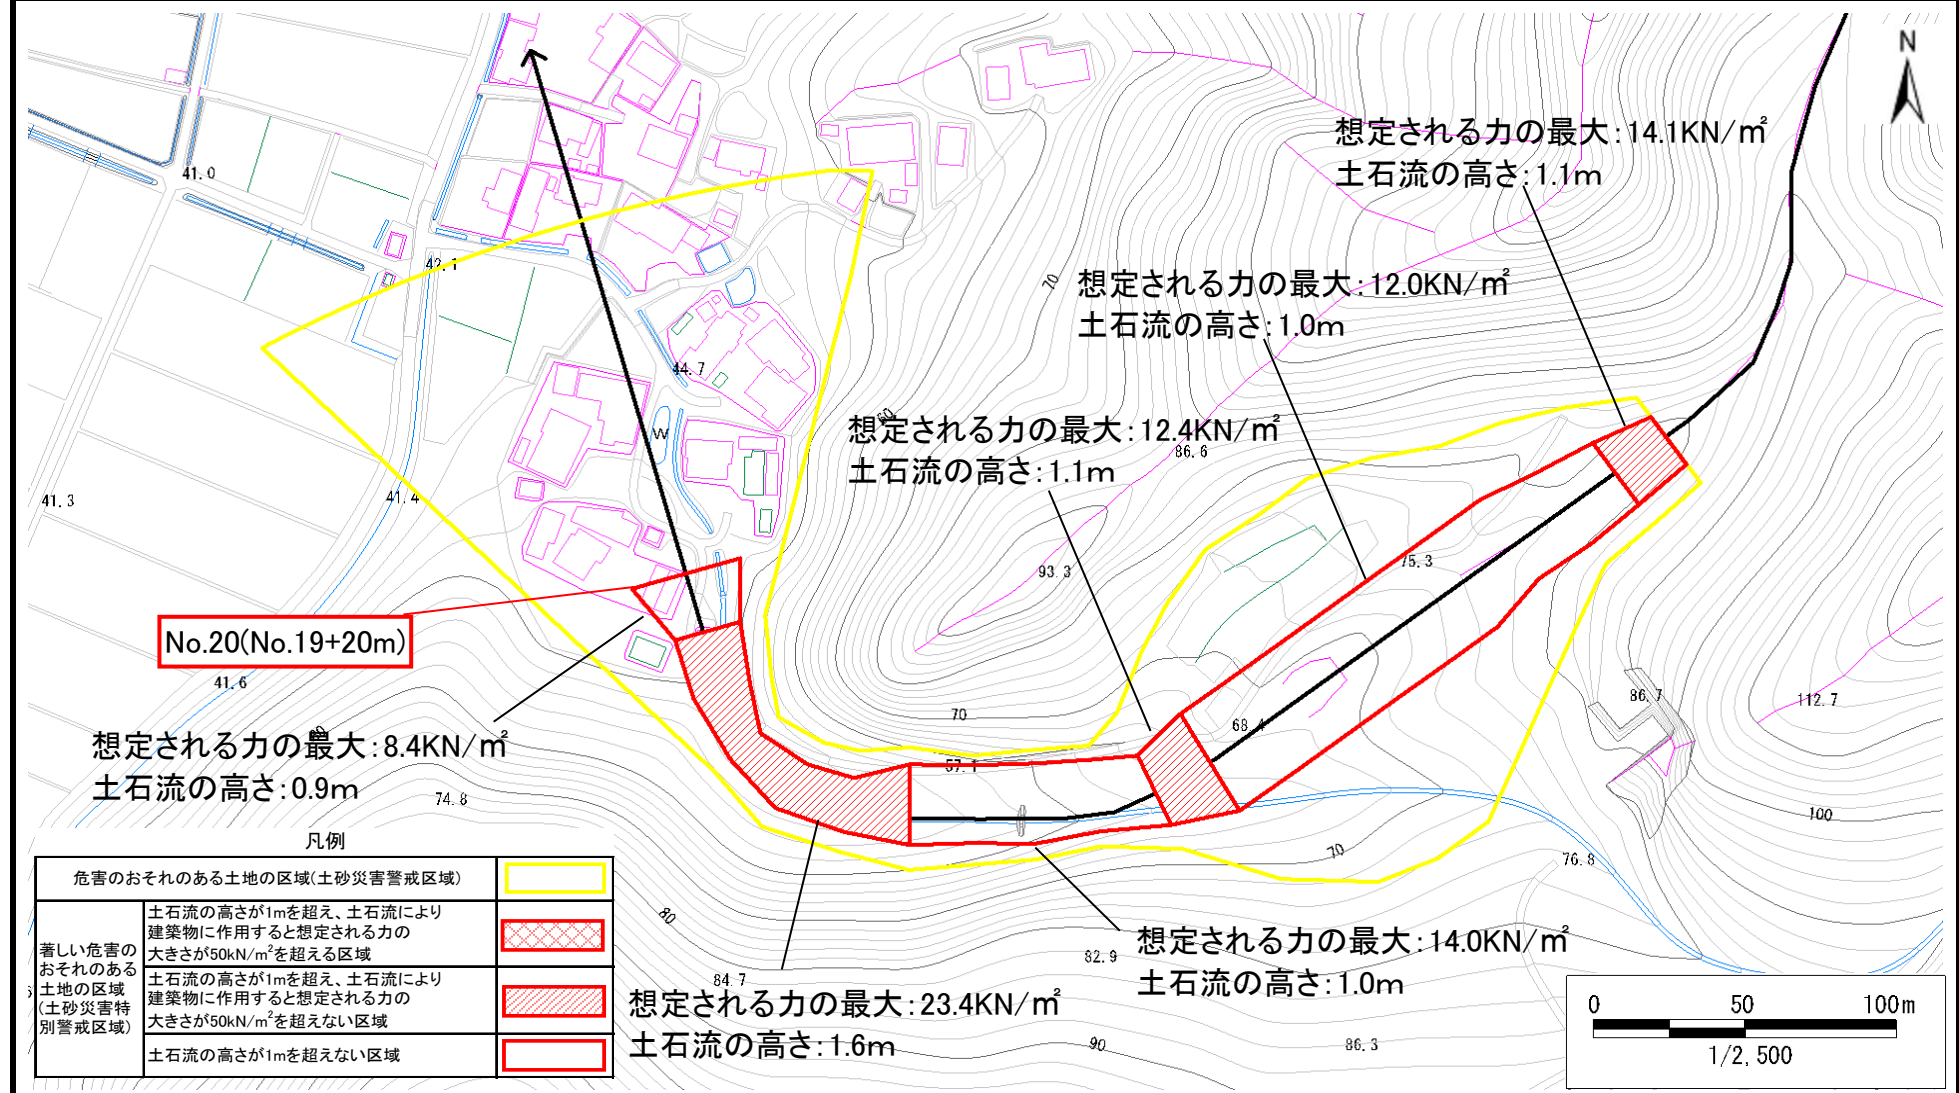 N
想定される力の最大:14.1KN/㎡
土石流の高さ:1.1m
41.0
42.1
70
想定される力の最大:12.0KN/㎡
土石流の高さ:1.0m
44.7
60
想定される力の最大:12.4KN/㎡
土石流の高さ:1.1m
86.6
W
41.3
41.4
93.3
75.3
No.20(No.19+20m)
41.6
86.7
112.7
70
68.4
想定される力の最大:8.4KN/㎡
土石流の高さ:0.9m
57.1
74.8
100
70
76.8
凡例
危害のおそれのある土地の区域(土砂災害警戒区域)
著しい危害の
おそれのある
土地の区域
(土砂災害特
別警戒区域)
土石流の高さが1mを超え、土石流により
建築物に作用すると想定される力の
大きさが50kN/m²を超える区域
土石流の高さが1mを超え、土石流により
建築物に作用すると想定される力の
大きさが50kN/m²を超えない区域
土石流の高さが1mを超えない区域
80
84.7
82.9
想定される力の最大:14.0KN/㎡
土石流の高さ:1.0m
想定される力の最大:23.4KN/㎡
土石流の高さ:1.6m
90
86.3
0 50 100m
1/2,500